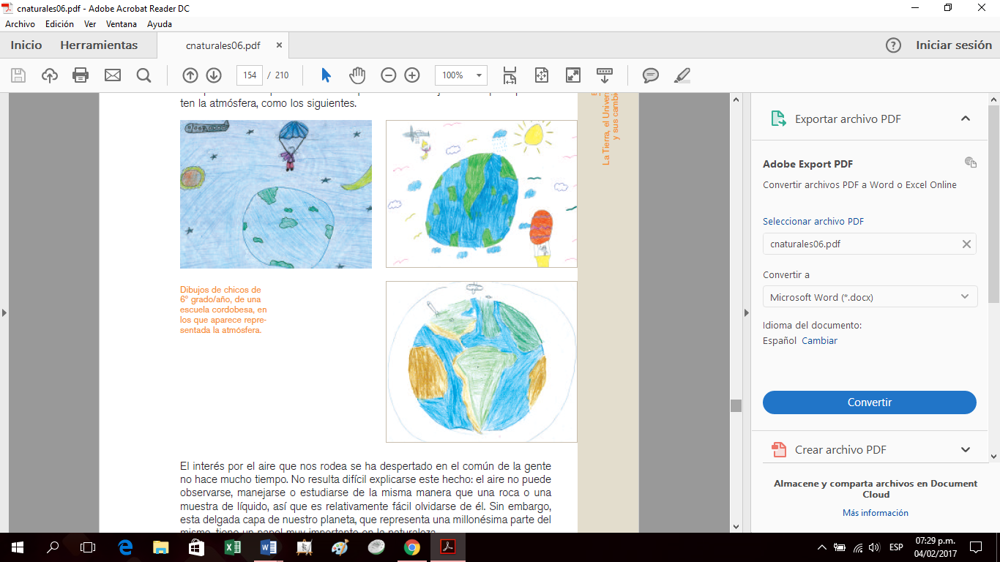 cnaturales06.pdf - Adobe Acrobat Reader DC
Archivo Edición Ver Ventana Ayuda
Inicio Herramientas cnaturales06.pdf × Iniciar sesión
154 / 210 100%
ten la atmósfera, como los siguientes.
La Tierra, el Univer
y sus cambi
Dibujos de chicos de
6º grado/año, de una
escuela cordobesa, en
los que aparece repre-
sentada la atmósfera.
El interés por el aire que nos rodea se ha despertado en el común de la gente
no hace mucho tiempo. No resulta difícil explicarse este hecho: el aire no puede
observarse, manejarse o estudiarse de la misma manera que una roca o una
muestra de líquido, así que es relativamente fácil olvidarse de él. Sin embargo,
esta delgada capa de nuestro planeta, que representa una millonésima parte del
mismo, tiene un papel muy importante en la naturaleza
Exportar archivo PDF
Adobe Export PDF
Convertir archivos PDF a Word o Excel Online
Seleccionar archivo PDF
cnaturales06.pdf
Convertir a
Microsoft Word (*.docx)
Idioma del documento:
Español Cambiar
Convertir
Crear archivo PDF
Almacene y comparta archivos en Document
Cloud
Más información
ESP
07:29 p.m.
04/02/2017